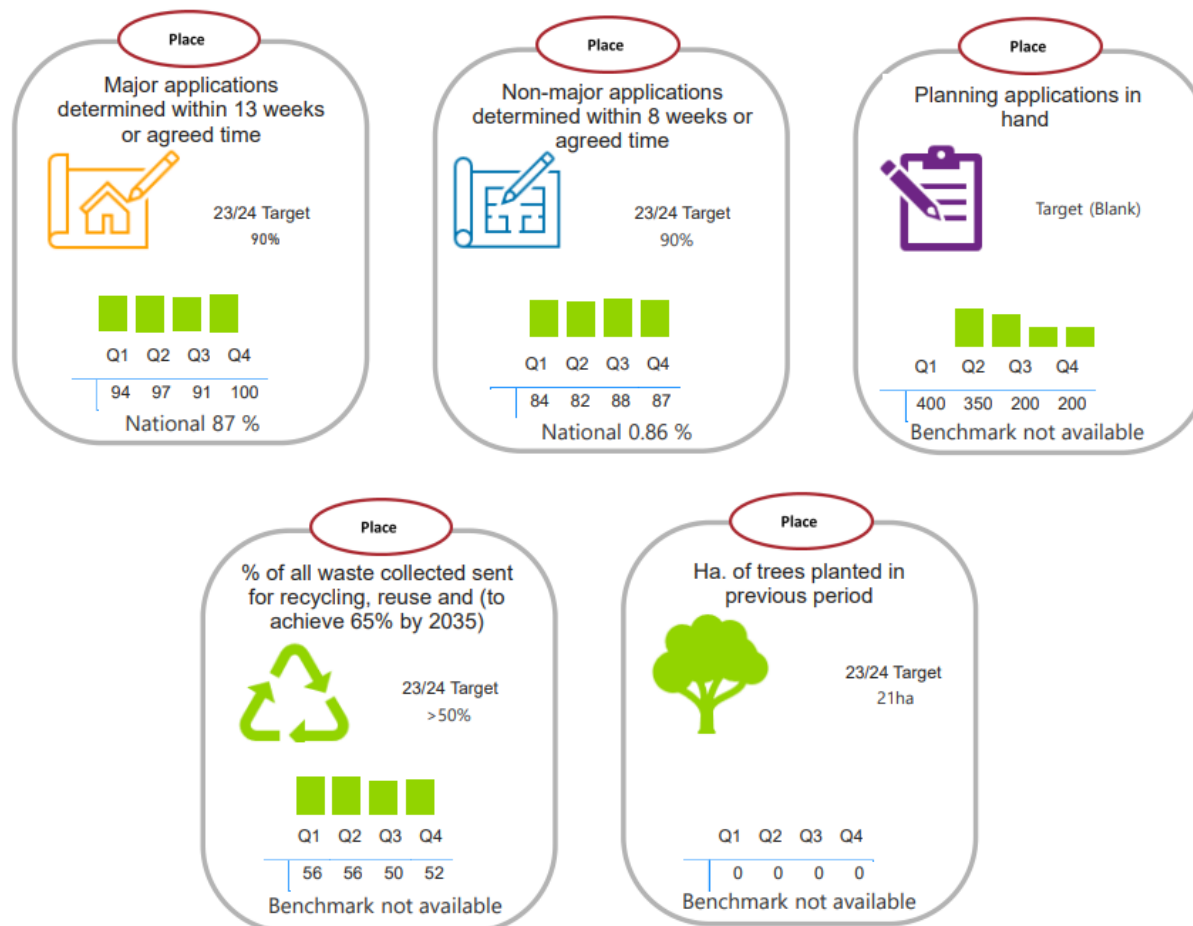 Place
Major applications
determined within 13 weeks
or agreed time
23/24 Target
90%
Q1 Q2 Q3 Q4
94 97 91 100
National 87 %
Place
Non-major applications
determined within 8 weeks or
agreed time
23/24 Target
90%
Q1 Q2 Q3 Q4
84 82 88 87
National 0.86 %
Place
Planning applications in
hand
Target (Blank)
Q1 Q2 Q3 Q4
400 350 200 200
Benchmark not available
Place
% of all waste collected sent
for recycling, reuse and (to
achieve 65% by 2035)
23/24 Target
>50%
Q1 Q2 Q3 Q4
56 56 50 52
Benchmark not available
Place
Ha. of trees planted in
previous period
23/24 Target
21ha
Q1 Q2 Q3 Q4
0 0 0 0
Benchmark not available